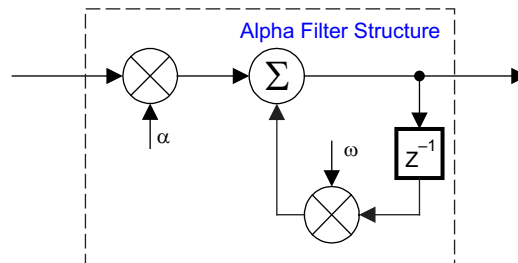 Alpha Filter Structure
Σ
α
ω
Z⁻¹